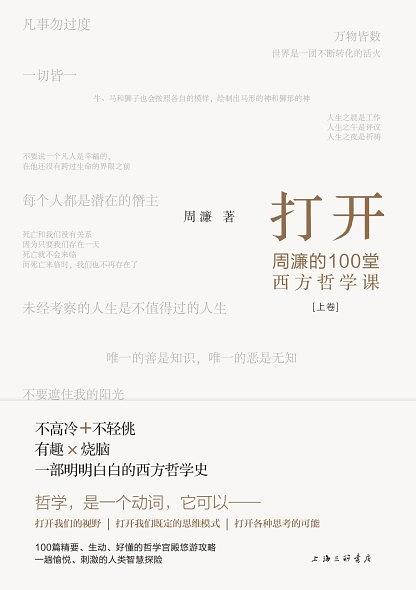 凡事勿过度
万物皆数
世界是一团不断转化的活火
一切皆一
牛、马和狮子也会按照各自的模样，绘制出马形的神和狮形的神
人生之晨是工作
人生之午是评议
人生之夜是祈祷
不要说一个凡人是幸福的，
在他还没有跨过生命的界限之前
每个人都是潜在的僭主
周濂 著
打开
周濂的100堂
西方哲学课
[上卷]
死亡和我们没有关系
因为只要我们存在一天
死亡就不会来临
而死亡来临时，我们也不再存在了
未经考察的人生是不值得过的人生
唯一的善是知识，唯一的恶是无知
不要遮住我的阳光
不高冷+不轻佻
有趣×烧脑
一部明明白白的西方哲学史
哲学，是一个动词，它可以——
打开我们的视野 | 打开我们既定的思维模式 | 打开各种思考的可能
100篇精要、生动、好懂的哲学宫殿悠游攻略
一趟愉悦、刺激的人类智慧探险
上海三联书店